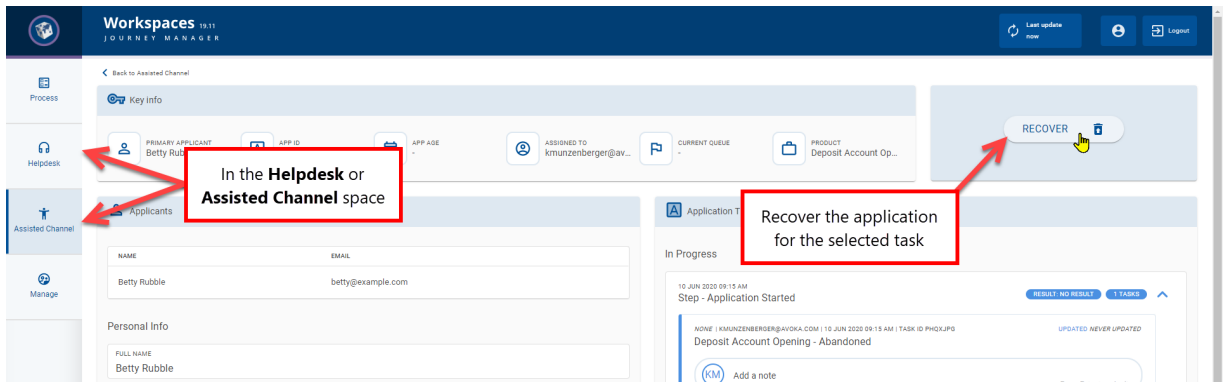 Workspaces 19.11
JOURNEY MANAGER
Last update
now
Logout
Process
Helpdesk
Assisted Channel
Manage
Back to Assisted Channel
Key info
PRIMARY APPLICANT
Betty Rub
APP ID
APP AGE
-
ASSIGNED TO
kmunzenberger@av...
CURRENT QUEUE
-
PRODUCT
Deposit Account Op...
RECOVER
In the Helpdesk or
Assisted Channel space
Recover the application
for the selected task
Applicants
NAME EMAIL
Betty Rubble betty@example.com
Personal Info
FULL NAME
Betty Rubble
Application T
In Progress
10 JUN 2020 09:15 AM
Step - Application Started
RESULT: NO RESULT 1 TASKS
NONE | KMUNZENBERGER@AVOKA.COM | 10 JUN 2020 09:15 AM | TASK ID PHQXJPG
UPDATED NEVER UPDATED
Deposit Account Opening - Abandoned
KM Add a note